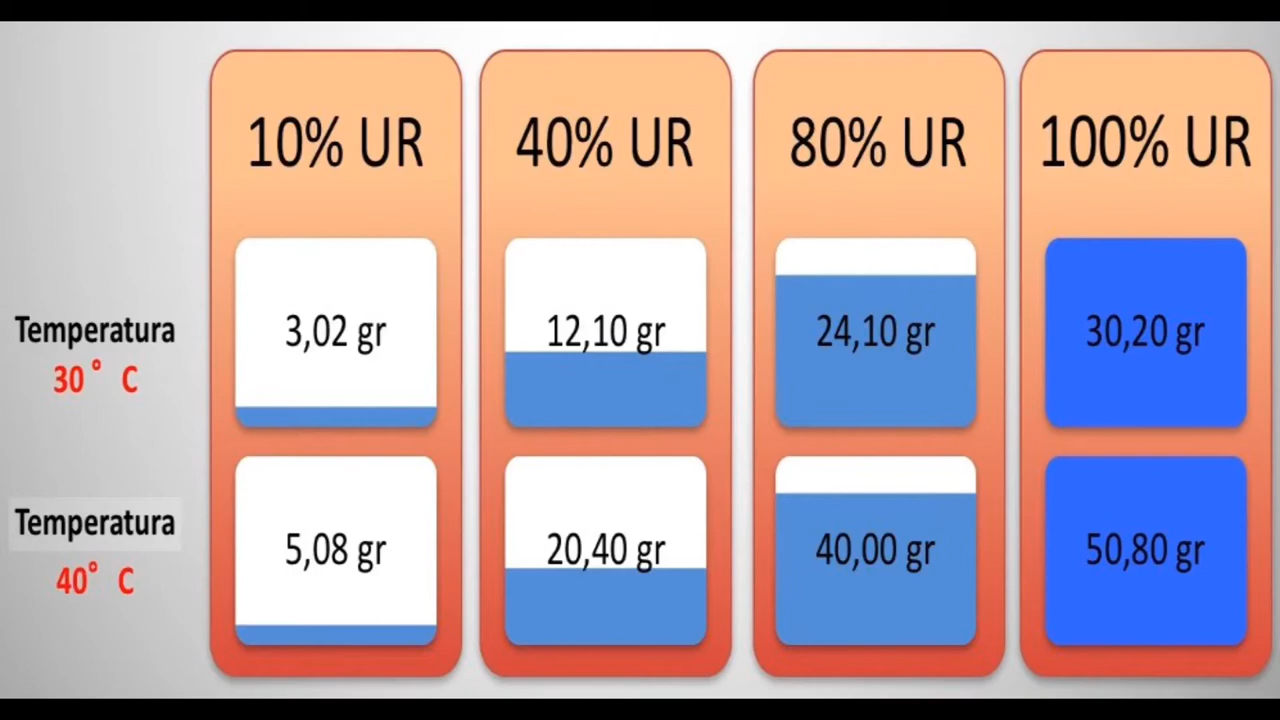 10% UR
40% UR
80% UR
100% UR
Temperatura
30° C
3,02 gr
12,10 gr
24,10 gr
30,20 gr
Temperatura
40° C
5,08 gr
20,40 gr
40,00 gr
50,80 gr